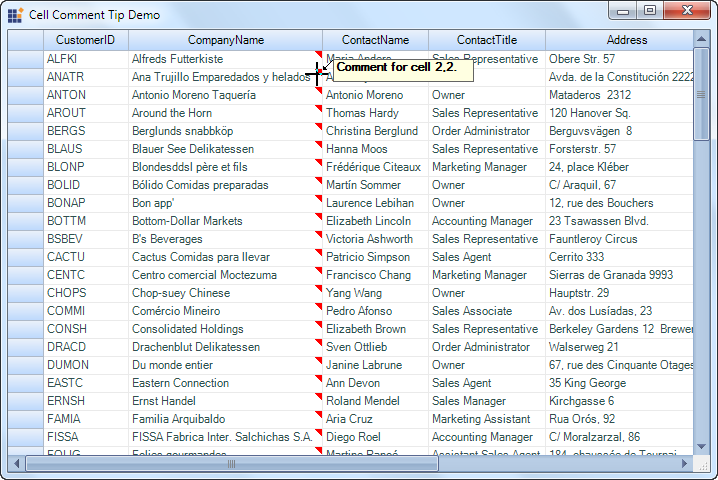 Cell Comment Tip Demo
CustomerID CompanyName ContactName ContactTitle Address
ALFKI Alfreds Futterkiste Maria Anders Sales Representative Obere Str. 57
Comment for cell 2,2.
ANATR Ana Trujillo Emparedados y helados Avda. de la Constitución 2222
ANTON Antonio Moreno Taquería Antonio Moreno Owner Mataderos 2312
AROUT Around the Horn Thomas Hardy Sales Representative 120 Hanover Sq.
BERGS Berglunds snabbköp Christina Berglund Order Administrator Berguvsvägen 8
BLAUS Blauer See Delikatessen Hanna Moos Sales Representative Forsterstr. 57
BLONP Blondesddsl père et fils Frédérique Citeaux Marketing Manager 24, place Kléber
BOLID Bólido Comidas preparadas Martín Sommer Owner C/ Araquil, 67
BONAP Bon app' Laurence Lebihan Owner 12, rue des Bouchers
BOTTM Bottom-Dollar Markets Elizabeth Lincoln Accounting Manager 23 Tsawassen Blvd.
BSBEV B's Beverages Victoria Ashworth Sales Representative Fauntleroy Circus
CACTU Cactus Comidas para llevar Patricio Simpson Sales Agent Cerrito 333
CENTC Centro comercial Moctezuma Francisco Chang Marketing Manager Sierras de Granada 9993
CHOPS Chop-suey Chinese Yang Wang Owner Hauptstr. 29
COMMI Comércio Mineiro Pedro Afonso Sales Associate Av. dos Lusíadas, 23
CONSH Consolidated Holdings Elizabeth Brown Sales Representative Berkeley Gardens 12 Brewer
DRACD Drachenblut Delikatessen Sven Ottlieb Order Administrator Walserweg 21
DUMON Du monde entier Janine Labrune Owner 67, rue des Cinquante Otages
EASTC Eastern Connection Ann Devon Sales Agent 35 King George
ERNSH Ernst Handel Roland Mendel Sales Manager Kirchgasse 6
FAMIA Familia Arquibaldo Aria Cruz Marketing Assistant Rua Orós, 92
FISSA FISSA Fabrica Inter. Salchichas S.A. Diego Roel Accounting Manager C/ Moralzarzal, 86
FOLIG Folies gourmandes Martine Rancé Assistant Sales Agent 184, chaussée de Tournai